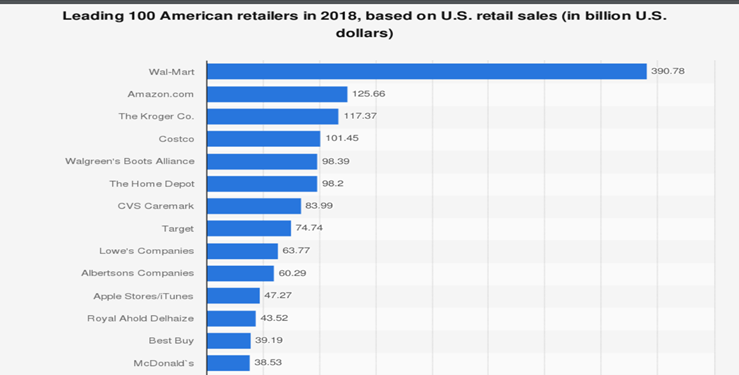 Leading 100 American retailers in 2018, based on U.S. retail sales (in billion U.S.
dollars)
Wal-Mart 390.78
Amazon.com 125.66
The Kroger Co. 117.37
Costco 101.45
Walgreen's Boots Alliance 98.39
The Home Depot 98.2
CVS Caremark 83.99
Target 74.74
Lowe's Companies 63.77
Albertsons Companies 60.29
Apple Stores/iTunes 47.27
Royal Ahold Delhaize 43.52
Best Buy 39.19
McDonald`s 38.53